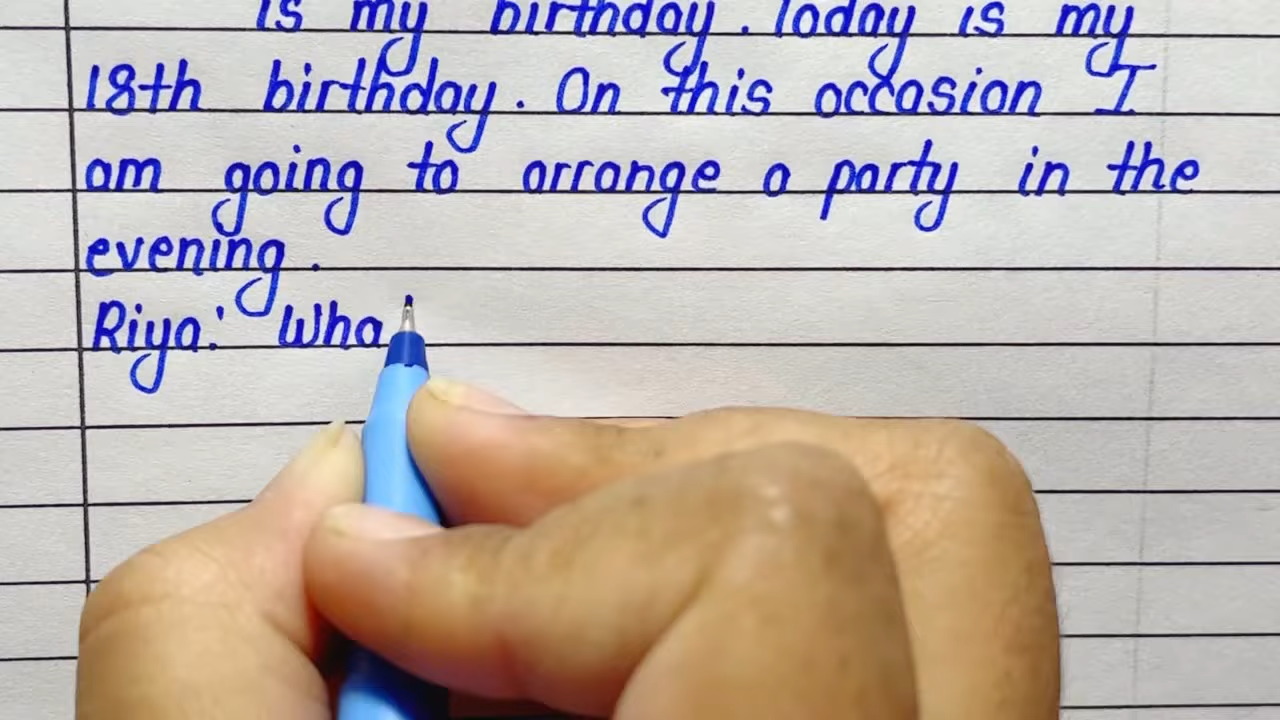 is my birthday. Today is my
18th birthday. On this occasion I
am going to arrange a party in the
evening.
Riya:' Wha